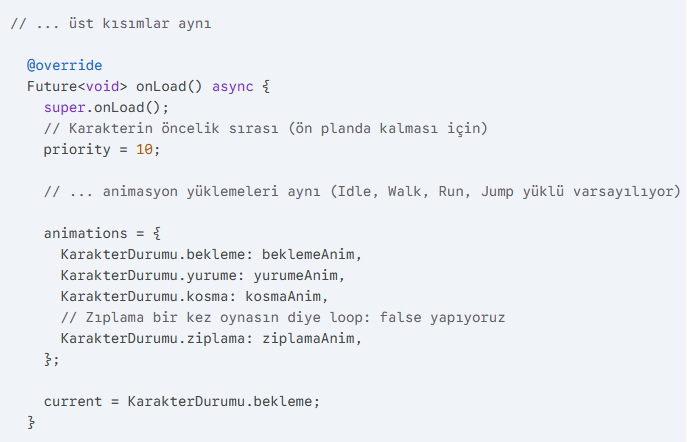 // ... üst kısımlar aynı
@override
Future<void> onLoad() async {
super.onLoad();
// Karakterin öncelik sırası (ön planda kalması için)
priority = 10;
// ... animasyon yüklemeleri aynı (Idle, Walk, Run, Jump yüklü varsayılıyor)
animations = {
KarakterDurumu.bekleme: beklemeAnim,
KarakterDurumu.yurume: yurumeAnim,
KarakterDurumu.kosma: kosmaAnim,
// Zıplama bir kez oynasın diye loop: false yapıyoruz
KarakterDurumu.ziplama: ziplamaAnim,
};
current = KarakterDurumu.bekleme;
}